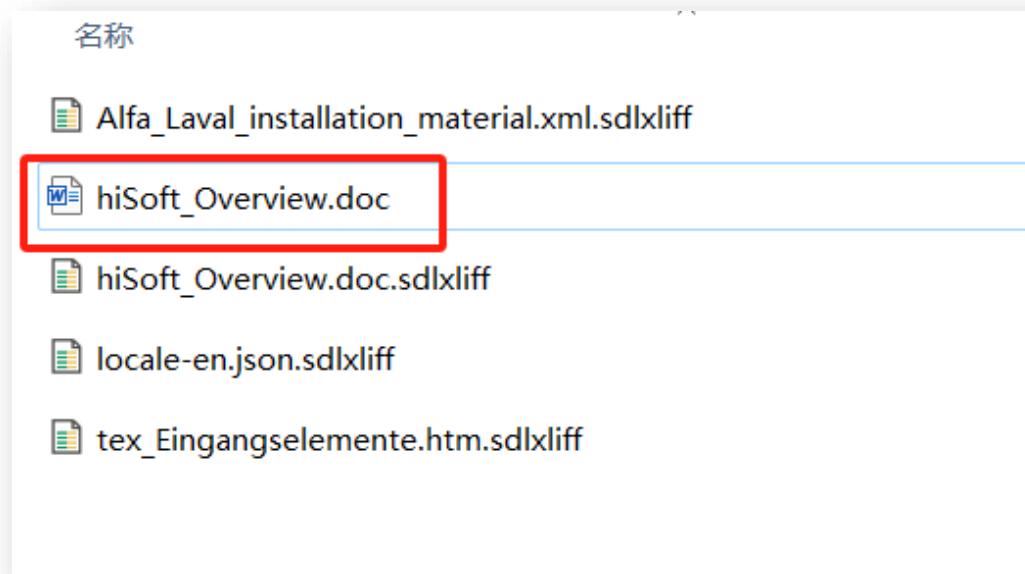 名称
Alfa_Laval_installation_material.xml.sdlxliff
hiSoft_Overview.doc
hiSoft_Overview.doc.sdlxliff
locale-en.json.sdlxliff
tex_Eingangselemente.htm.sdlxliff